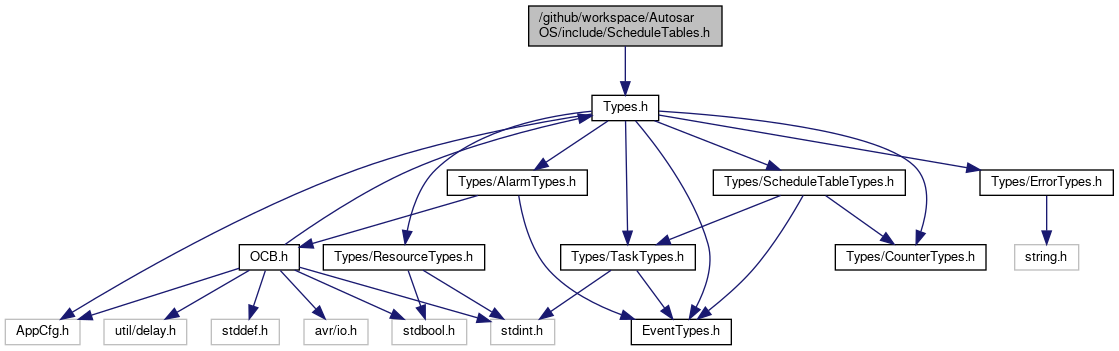 /github/workspace/Autosar
OS/include/ScheduleTables.h
Types.h
Types/AlarmTypes.h
Types/ScheduleTableTypes.h
Types/ErrorTypes.h
OCB.h
Types/ResourceTypes.h
Types/TaskTypes.h
Types/CounterTypes.h
string.h
AppCfg.h
util/delay.h
stddef.h
avr/io.h
stdbool.h
stdint.h
EventTypes.h